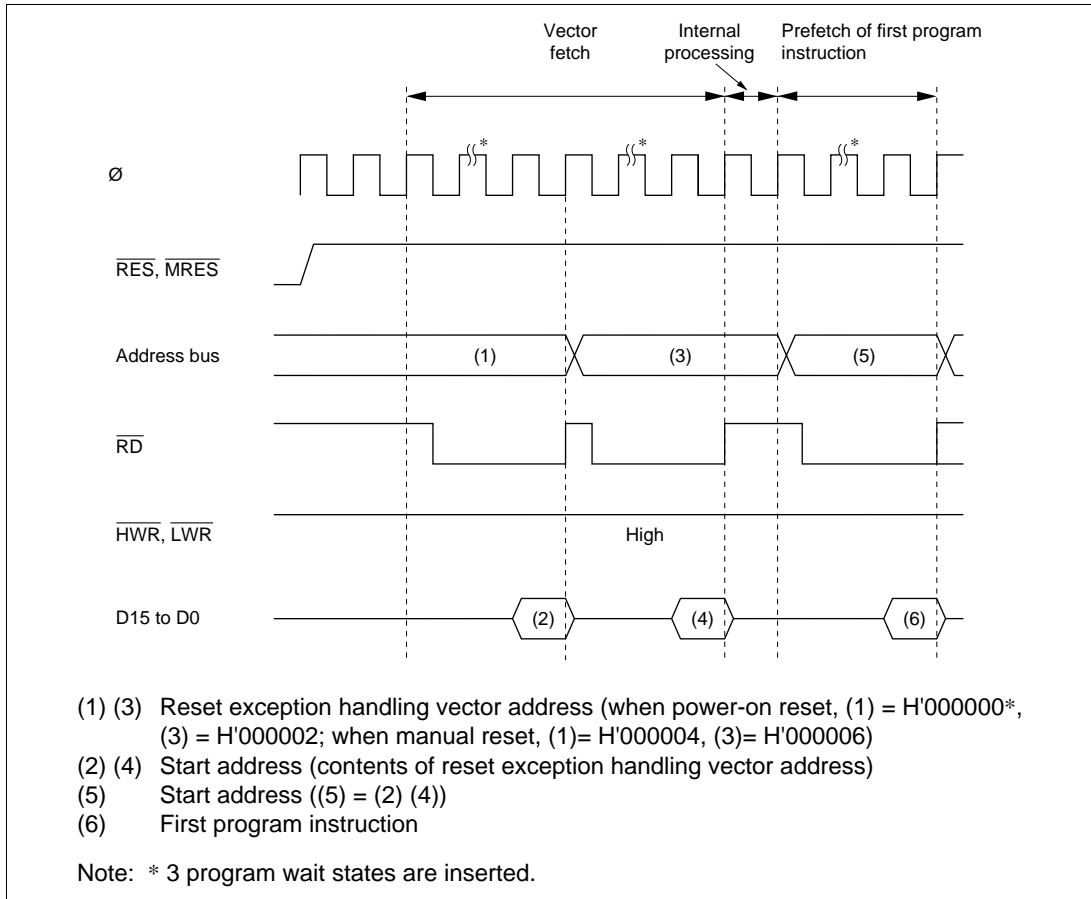 Vector
fetch
Internal
processing
Prefetch of first program
instruction
*
*
*
Ø
RES, MRES
Address bus
(1)
(3)
(5)
RD
HWR, LWR
High
D15 to D0
(2)
(4)
(6)
(1) (3) Reset exception handling vector address (when power-on reset, (1) = H'000000*,
(3) = H'000002; when manual reset, (1)= H'000004, (3)= H'000006)
(2) (4) Start address (contents of reset exception handling vector address)
(5) Start address ((5) = (2) (4))
(6) First program instruction
Note: * 3 program wait states are inserted.